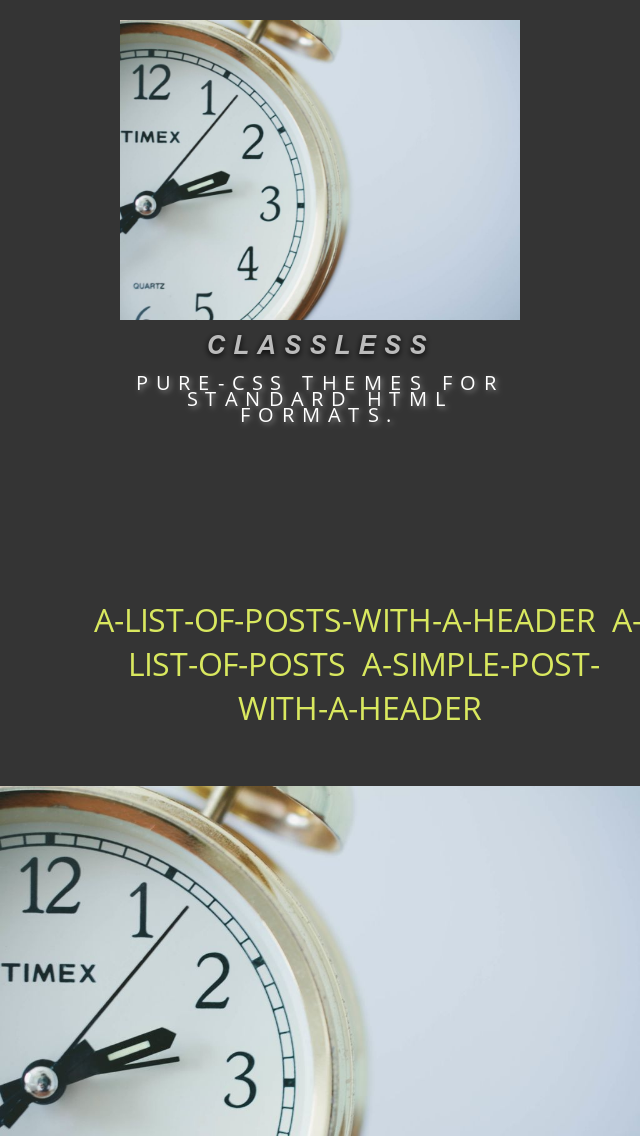 12
1
TIMEX
2
3
4
QUARTZ
5
CLASSLESS
PURE-CSS THEMES FOR
STANDARD HTML
FORMATS.
A-LIST-OF-POSTS-WITH-A-HEADER A-
LIST-OF-POSTS A-SIMPLE-POST-
WITH-A-HEADER
12
1
TIMEX
2
3